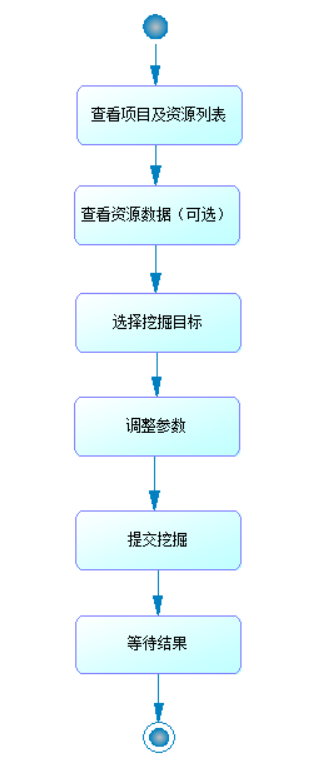 查看项目及资源列表
查看资源数据（可选）
选择挖掘目标
调整参数
提交挖掘
等待结果